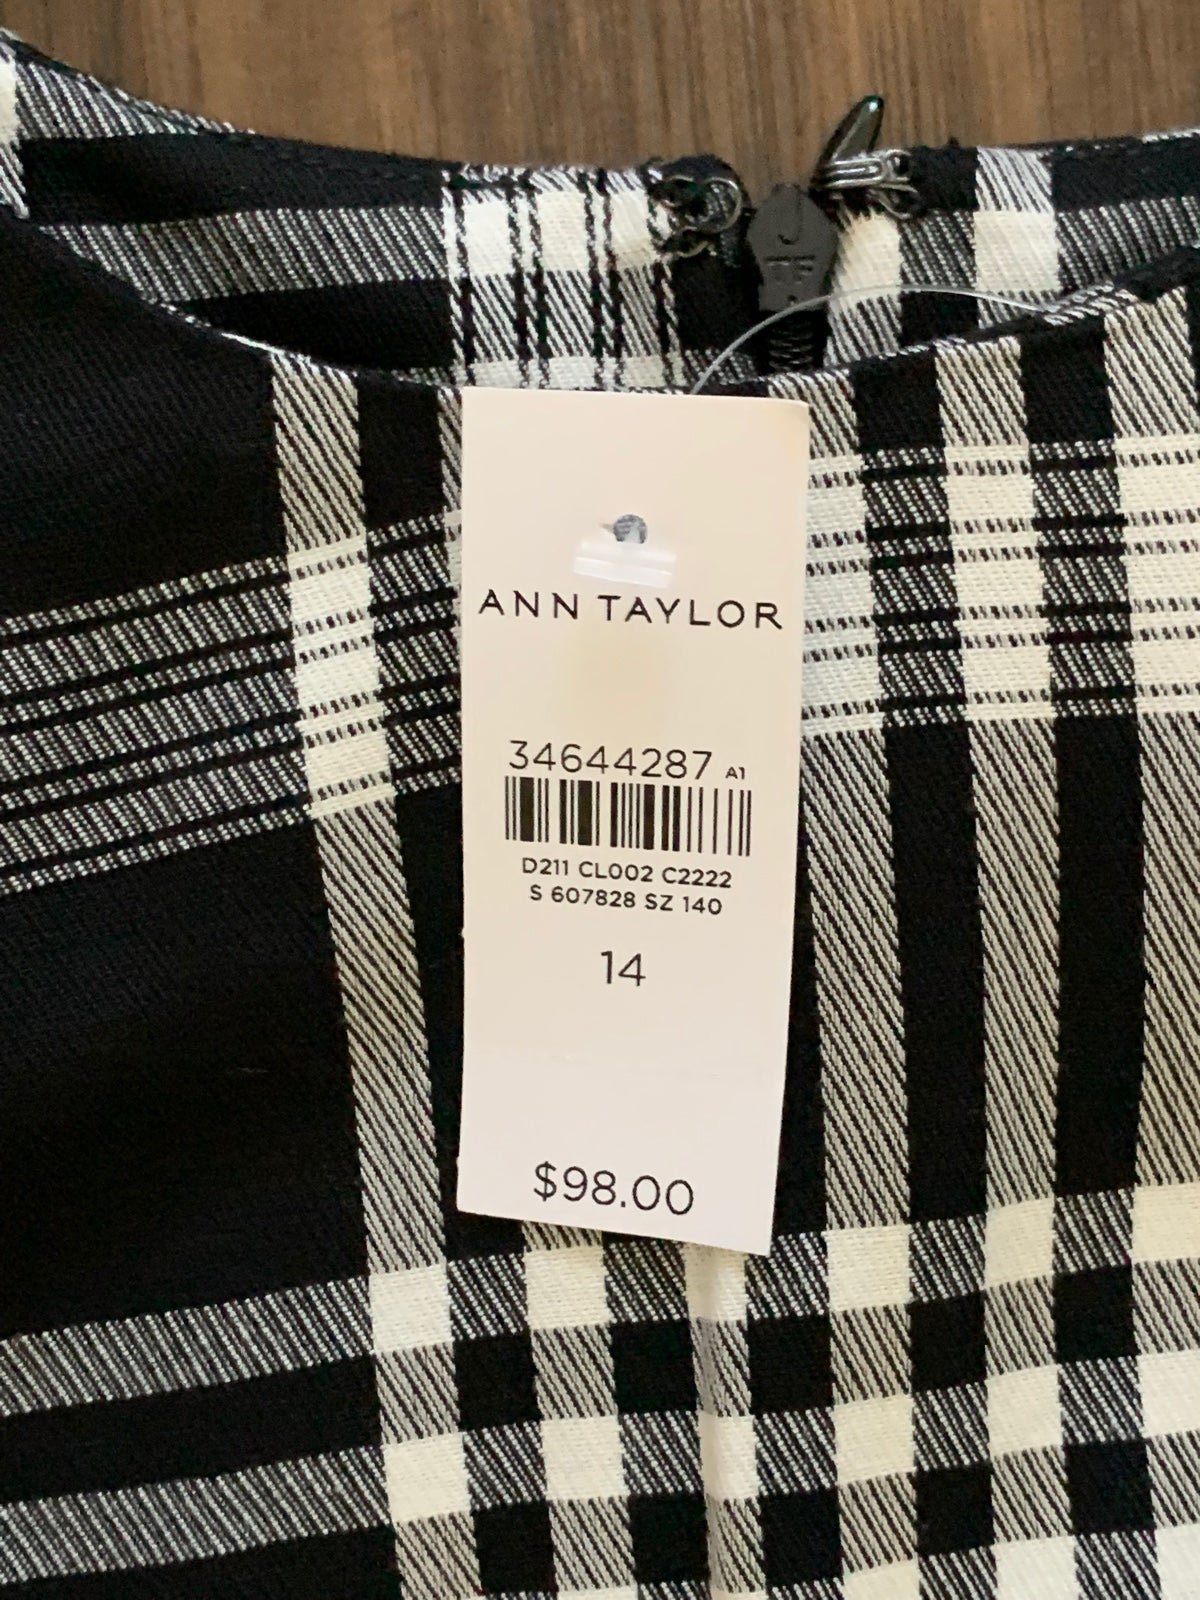 ANN TAYLOR
34644287 A1
D211 CL002 C2222
S 607828 SZ 140
14
$98.00